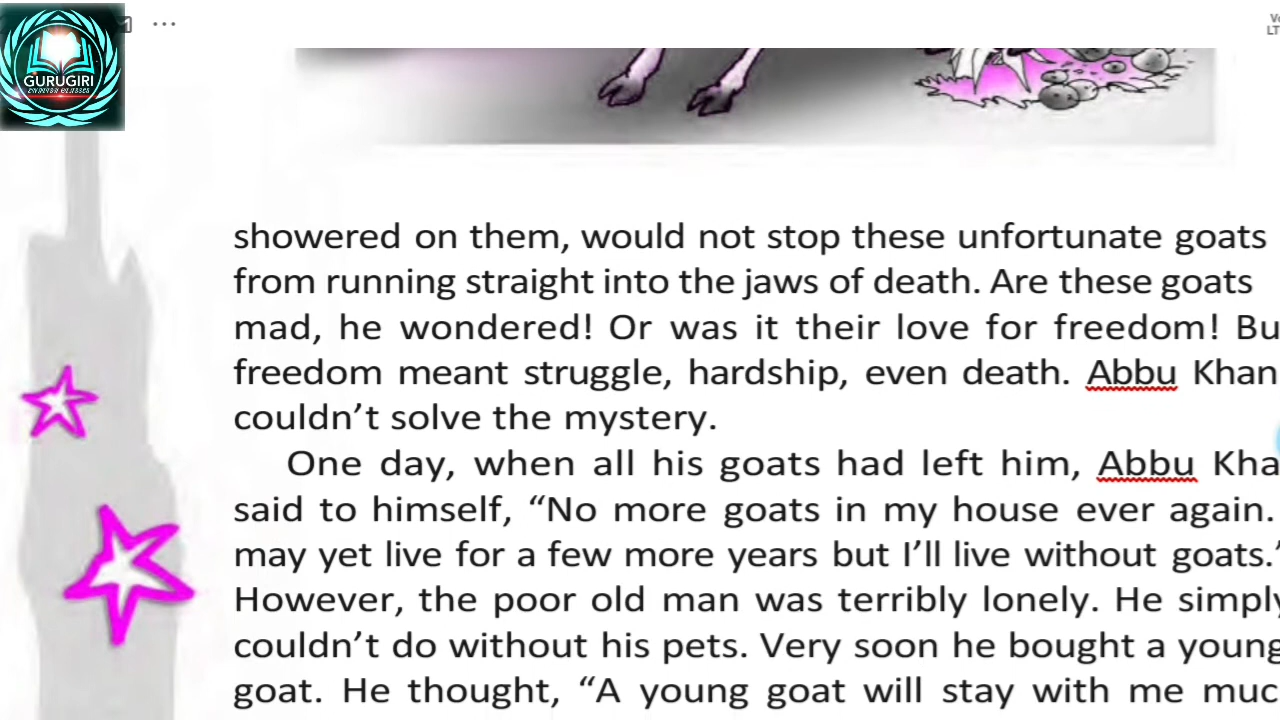 GURUGIRI
showered on them, would not stop these unfortunate goats
from running straight into the jaws of death. Are these goats
mad, he wondered! Or was it their love for freedom! Bu
freedom meant struggle, hardship, even death. Abbu Khan
couldn’t solve the mystery.
One day, when all his goats had left him, Abbu Kha
said to himself, “No more goats in my house ever again.
may yet live for a few more years but I’ll live without goats.”
However, the poor old man was terribly lonely. He simply
couldn’t do without his pets. Very soon he bought a young
goat. He thought, “A young goat will stay with me muc